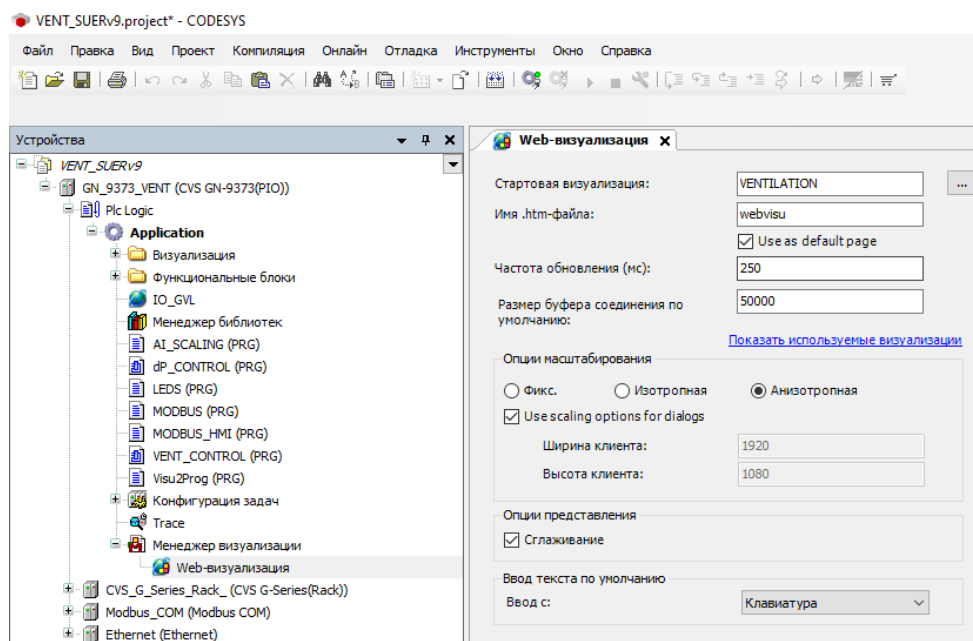 VENT_SUERv9.project* - CODESYS
Файл Правка Вид Проект Компиляция Онлайн Отладка Инструменты Окно Справка
Устройства
VENT_SUERv9
GN_9373_VENT (CVS GN-9373(PIO))
Plc Logic
Application
Визуализация
Функциональные блоки
IO_GVL
Менеджер библиотек
AI_SCALING (PRG)
dP_CONTROL (PRG)
LEDS (PRG)
MODBUS (PRG)
MODBUS_HMI (PRG)
VENT_CONTROL (PRG)
Visu2Prog (PRG)
Конфигурация задач
Trace
Менеджер визуализации
Web-визуализация
CVS_G_Series_Rack_ (CVS G-Series(Rack))
Modbus_COM (Modbus COM)
Ethernet (Ethernet)
Web-визуализация
Стартовая визуализация: VENTILATION ...
Имя .htm-файла: webvisu
Use as default page
Частота обновления (мс): 250
Размер буфера соединения по 50000
умолчанию:
Показать используемые визуализации
Опции масштабирования
Фикс. Изотропная Анизотропная
Use scaling options for dialogs
Ширина клиента: 1920
Высота клиента: 1080
Опции представления
Сглаживание
Ввод текста по умолчанию
Ввод с: Клавиатура